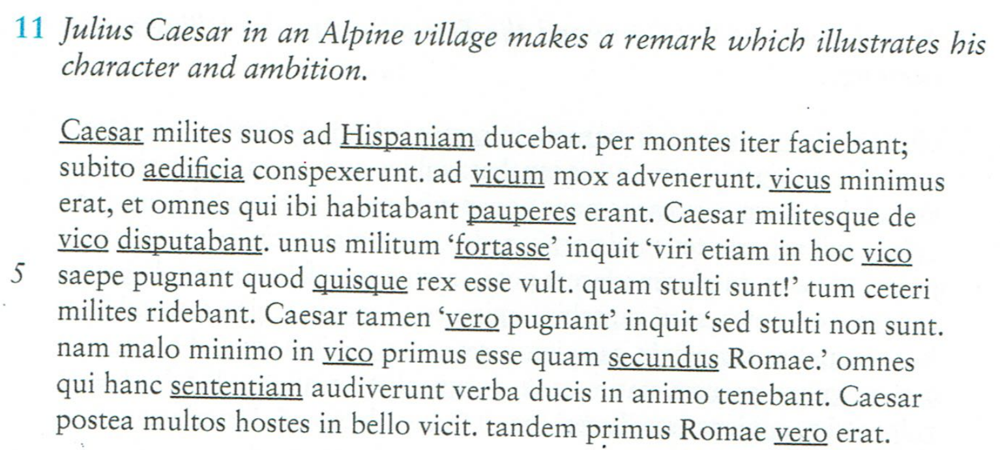 11 Julius Caesar in an Alpine village makes a remark which illustrates his
character and ambition.
Caesar milites suos ad Hispaniam ducebat. per montes iter faciebant;
subito aedificia conspexerunt. ad vicum mox advenerunt. vicus minimus
erat, et omnes qui ibi habitabant pauperes erant. Caesar militesque de
vico disputabant. unus militum ‘fortasse’ inquit ‘viri etiam in hoc vico
5 saepe pugnant quod quisque rex esse vult. quam stulti sunt!’ tum ceteri
milites ridebant. Caesar tamen ‘vero pugnant’ inquit ‘sed stulti non sunt.
nam malo minimo in vico primus esse quam secundus Romae.’ omnes
qui hanc sententiam audiverunt verba ducis in animo tenebant. Caesar
postea multos hostes in bello vicit. tandem primus Romae vero erat.